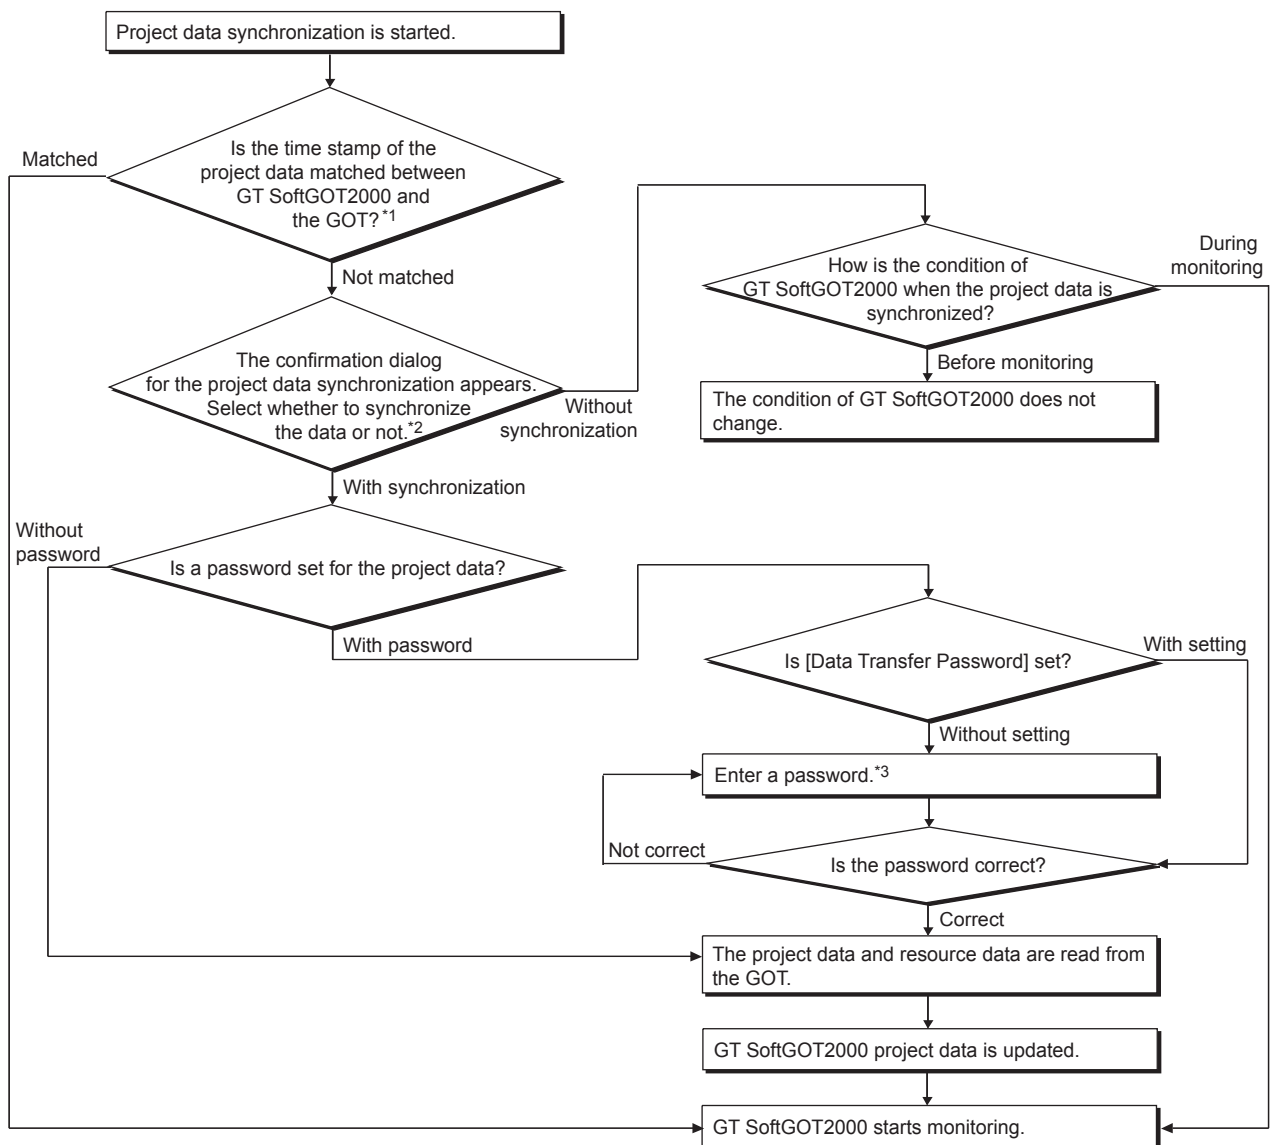 Project data synchronization is started.
Matched
Is the time stamp of the
project data matched between
GT SoftGOT2000 and
the GOT? *1
Not matched
During
monitoring
How is the condition of
GT SoftGOT2000 when the project data is
synchronized?
Before monitoring
The condition of GT SoftGOT2000 does not
change.
The confirmation dialog
for the project data synchronization appears.
Select whether to synchronize
the data or not.*2
Without
synchronization
With synchronization
Without
password
Is a password set for the project data?
With password
Is [Data Transfer Password] set?
With setting
Without setting
Enter a password.*3
Not correct
Is the password correct?
Correct
The project data and resource data are read from
the GOT.
GT SoftGOT2000 project data is updated.
GT SoftGOT2000 starts monitoring.